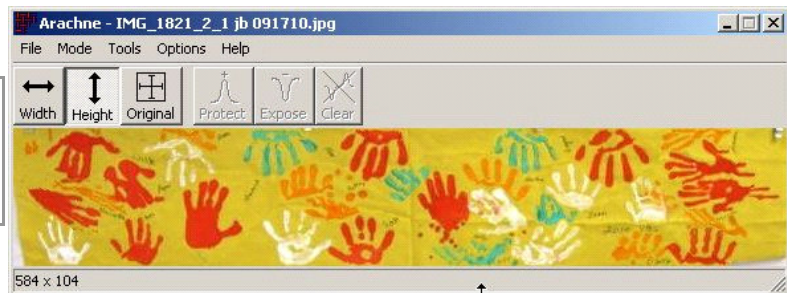 Arachne - IMG_1821_2_1 jb 091710.jpg
File Mode Tools Options Help
Width Height Original Protect Expose Clear
584 x 104